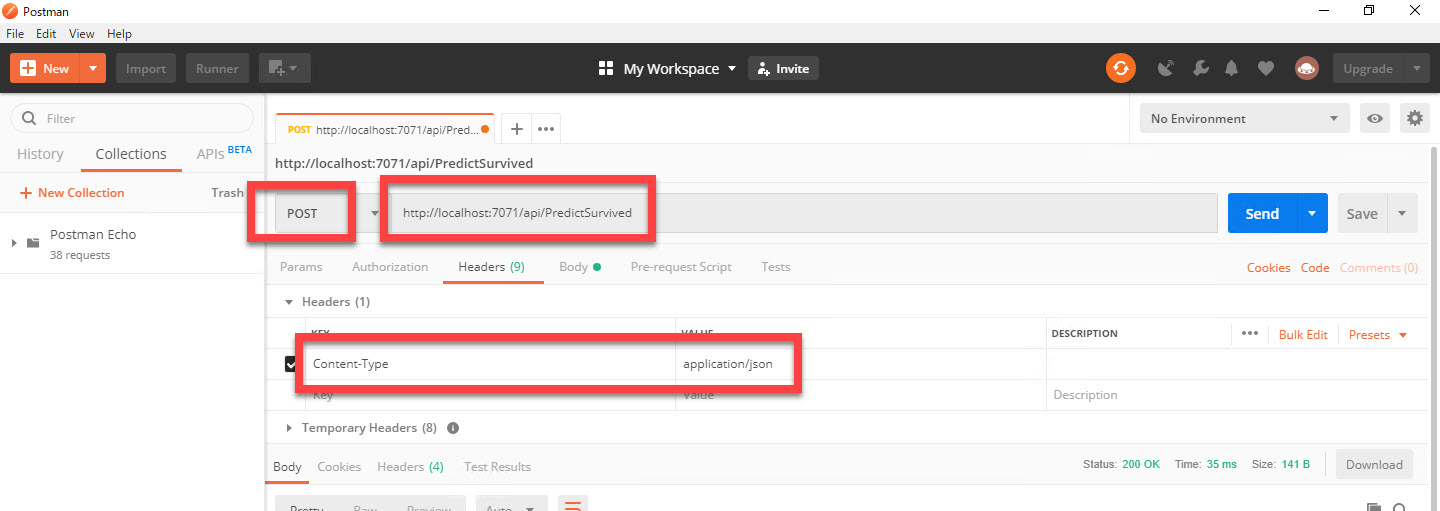 Postman
File Edit View Help
New Import Runner My Workspace Invite Upgrade
Filter
History Collections APIs BETA
New Collection Trash
Postman Echo
38 requests
POST http://localhost:7071/api/Pred... No Environment
http://localhost:7071/api/PredictSurvived
POST http://localhost:7071/api/PredictSurvived Send Save
Params Authorization Headers (9) Body Pre-request Script Tests Cookies Code Comments (0)
Headers (1)
KEY VALUE DESCRIPTION Bulk Edit Presets
Content-Type application/json
Key Value Description
Temporary Headers (8)
Body Cookies Headers (4) Test Results Status: 200 OK Time: 35 ms Size: 141 B Download
Pretty Raw Preview Auto